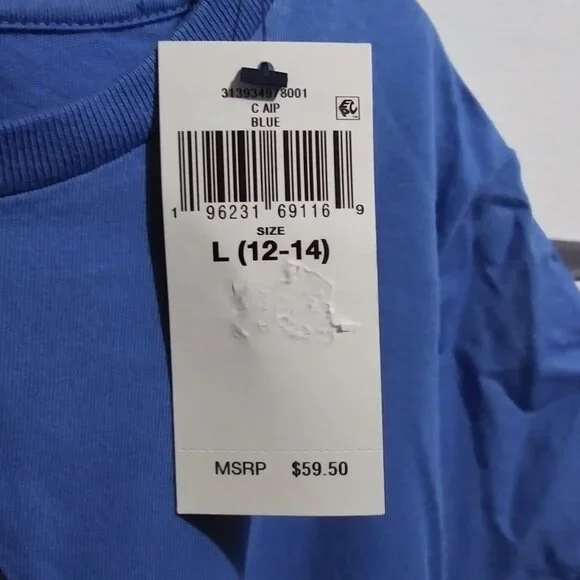 3139349/8001
C AIP
BLUE
1 96231 69116 9
SIZE
L (12-14)
MSRP $59.50